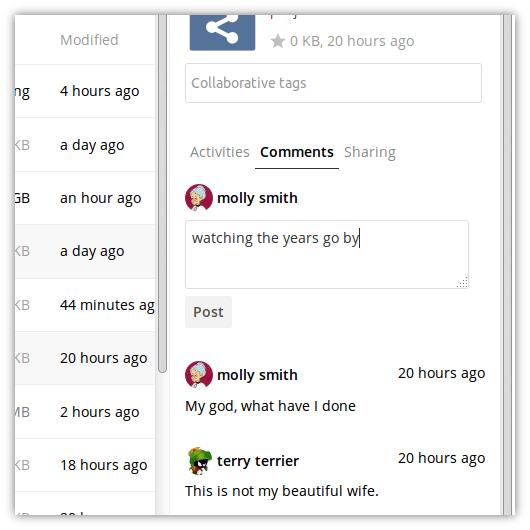 Modified
ng 4 hours ago
KB a day ago
GB an hour ago
KB a day ago
KB 44 minutes ag
KB 20 hours ago
MB 2 hours ago
KB 18 hours ago
0 KB, 20 hours ago
Collaborative tags
Activities Comments Sharing
molly smith
watching the years go by
Post
molly smith 20 hours ago
My god, what have I done
terry terrier 20 hours ago
This is not my beautiful wife.